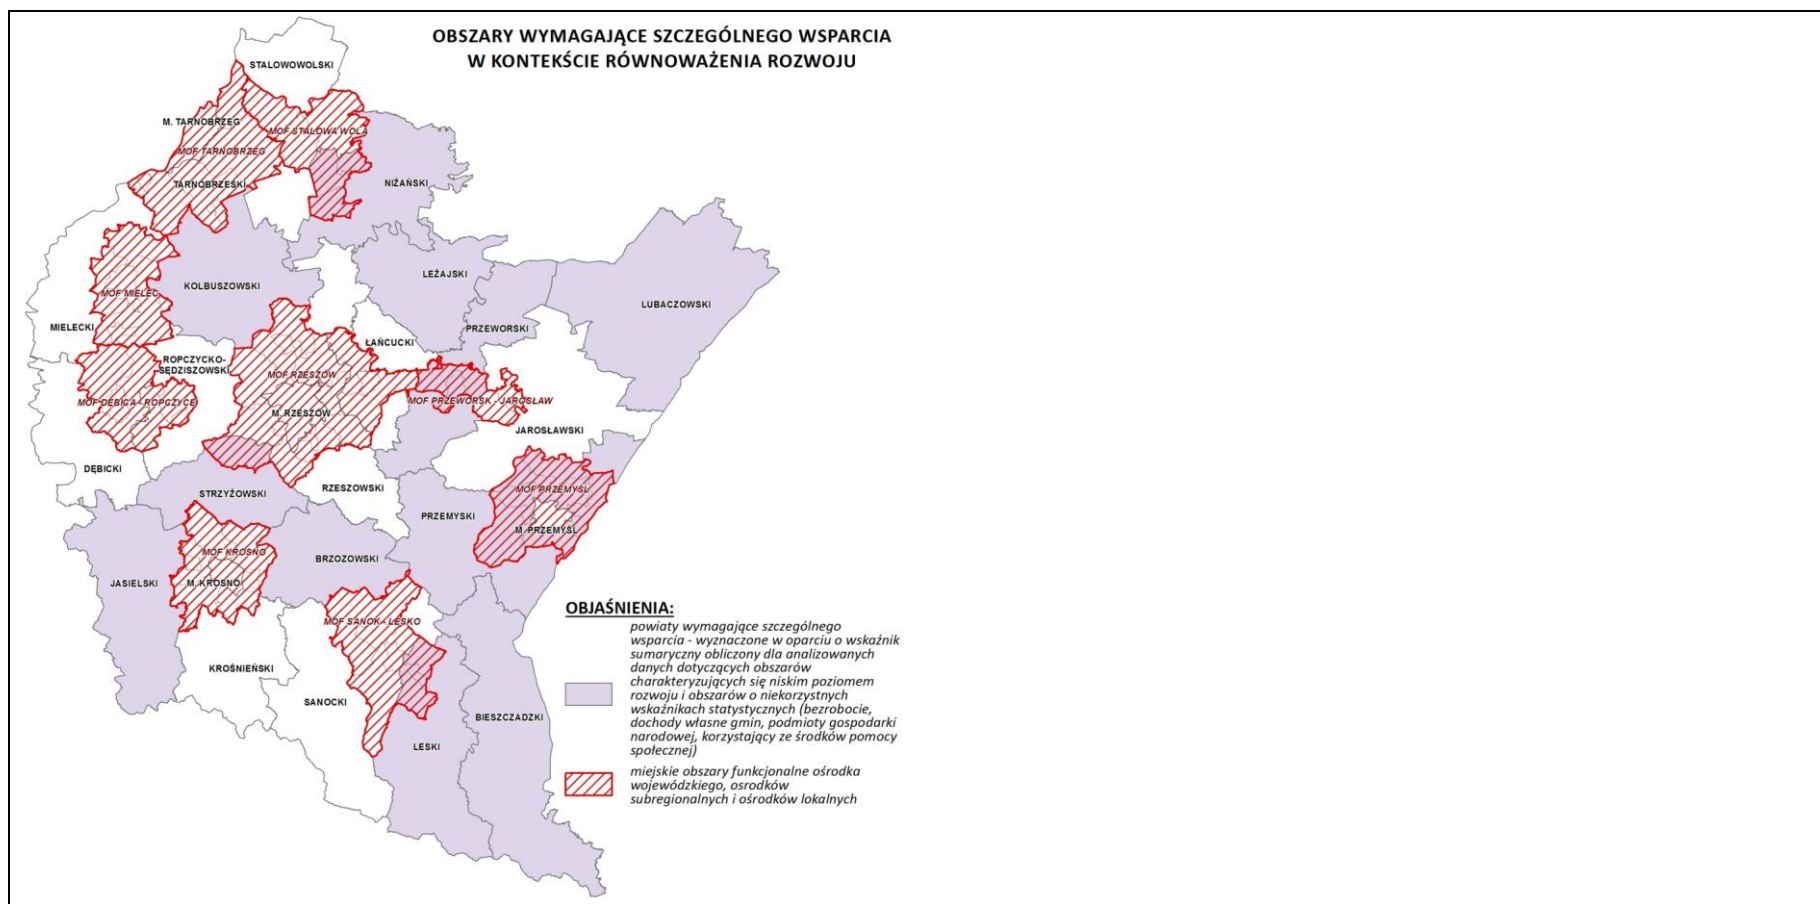 OBSZARY WYMAGAJĄCE SZCZEGÓLNEGO WSPARCIA
W KONTEKŚCIE RÓWNOWAŻENIA ROZWOJU
STALOWOWOLSKI
M. TARNOBRZEG
MOF STALOWA WOLA
MOF TARNOBRZEG
TARNOBRZESKI
NIŻAŃSKI
KOLBUSZOWSKI
LEŻAJSKI
MOF MIELEC
LUBACZOWSKI
MIELECKI
PRZEWORSKI
ŁAŃCUCKI
ROPCZYCKO-
SĘDZISZOWSKI
MOF RZESZÓW
MOF DĘBICA - ROPCZYCE
MOF PRZEWORSK - JAROSŁAW
M. RZESZÓW
JAROSŁAWSKI
DĘBICKI
STRZYŻOWSKI
RZESZOWSKI
MOF PRZEMYŚL
PRZEMYSKI
M. PRZEMYŚL
MOF KROSNO
BRZOZOWSKI
JASIELSKI
M. KROSNO
MOF SANOK - LESKO
KROŚNIEŃSKI
SANOCKI
BIESZCZADZKI
LESKI
OBJAŚNIENIA:
powiaty wymagające szczególnego
wsparcia - wyznaczone w oparciu o wskaźnik
sumaryczny obliczony dla analizowanych
danych dotyczących obszarów
charakteryzujących się niskim poziomem
rozwoju i obszarów o niekorzystnych
wskaźnikach statystycznych (bezrobocie,
dochody własne gmin, podmioty gospodarki
narodowej, korzystający ze środków pomocy
społecznej)
miejskie obszary funkcjonalne ośrodka
wojewódzkiego, osrodków
subregionalnych i ośrodków lokalnych